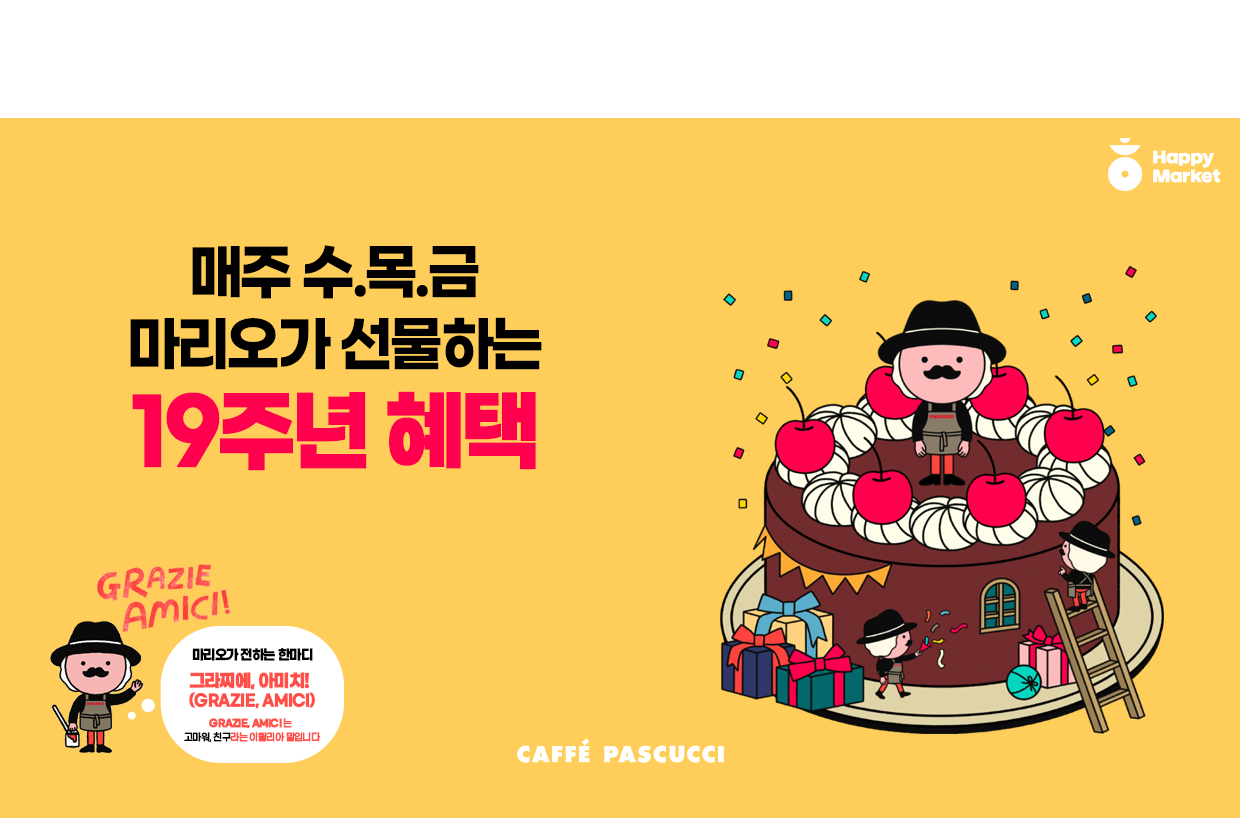 Happy
Market
매주 수.목.금
마리오가 선물하는
19주년 혜택
PASCUCCI
GRAZIE
AMICI!
마리오가 전하는 한마디
그라찌에, 아미치!
(GRAZIE, AMICI)
GRAZIE, AMICI는
고마워, 친구라는 이탈리아 말입니다
PASCUCCI
CAFFÉ PASCUCCI